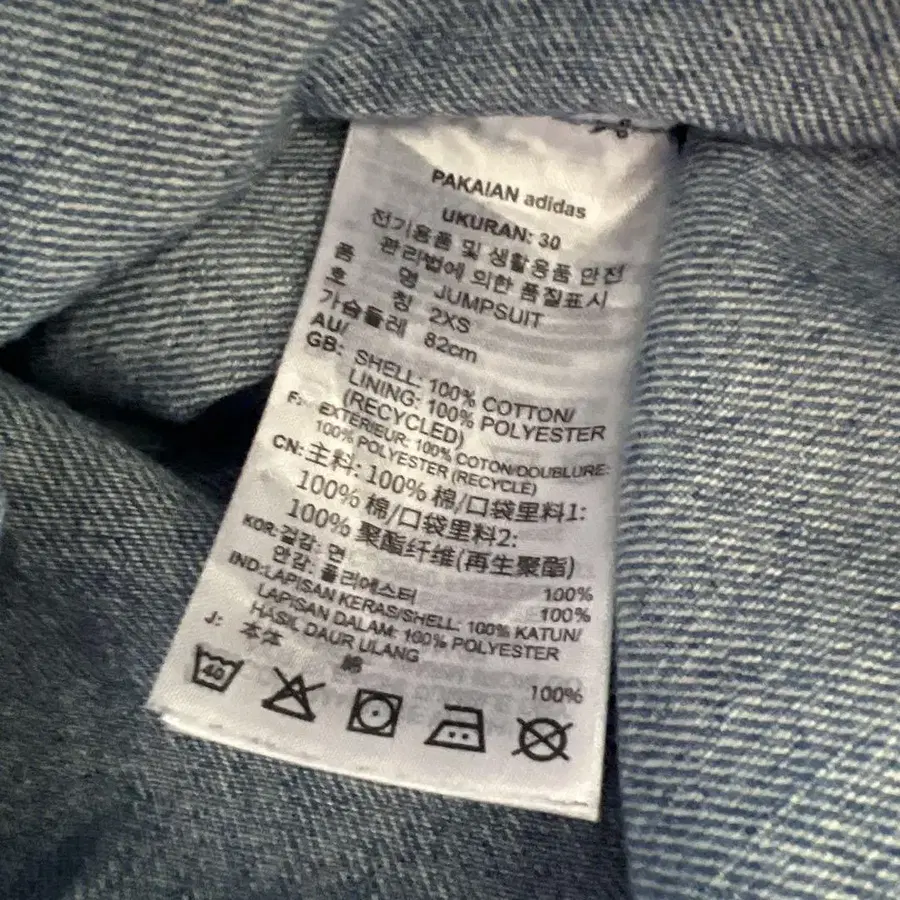 PAKAIAN adidas
UKURAN: 30
전기용품 및 생활용품 안전
관리법에 의한 품질표시
품 명 JUMPSUIT
호 칭 2XS
가슴둘레 82cm
AU/
GB: SHELL: 100% COTTON/
LINING: 100% POLYESTER
(RECYCLED)
F: EXTÉRIEUR: 100% COTON/DOUBLURE:
100% POLYESTER (RECYCLÉ)
CN: 主料: 100% 棉/口袋里料1:
100% 棉/口袋里料2:
100% 聚酯纤维(再生聚酯)
KOR: 겉감: 면 100%
안감: 폴리에스터 100%
IND: LAPISAN KERAS/SHELL: 100% KATUN/
LAPISAN DALAM: 100% POLYESTER
HASIL DAUR ULANG
J: 本体 綿 100%
40